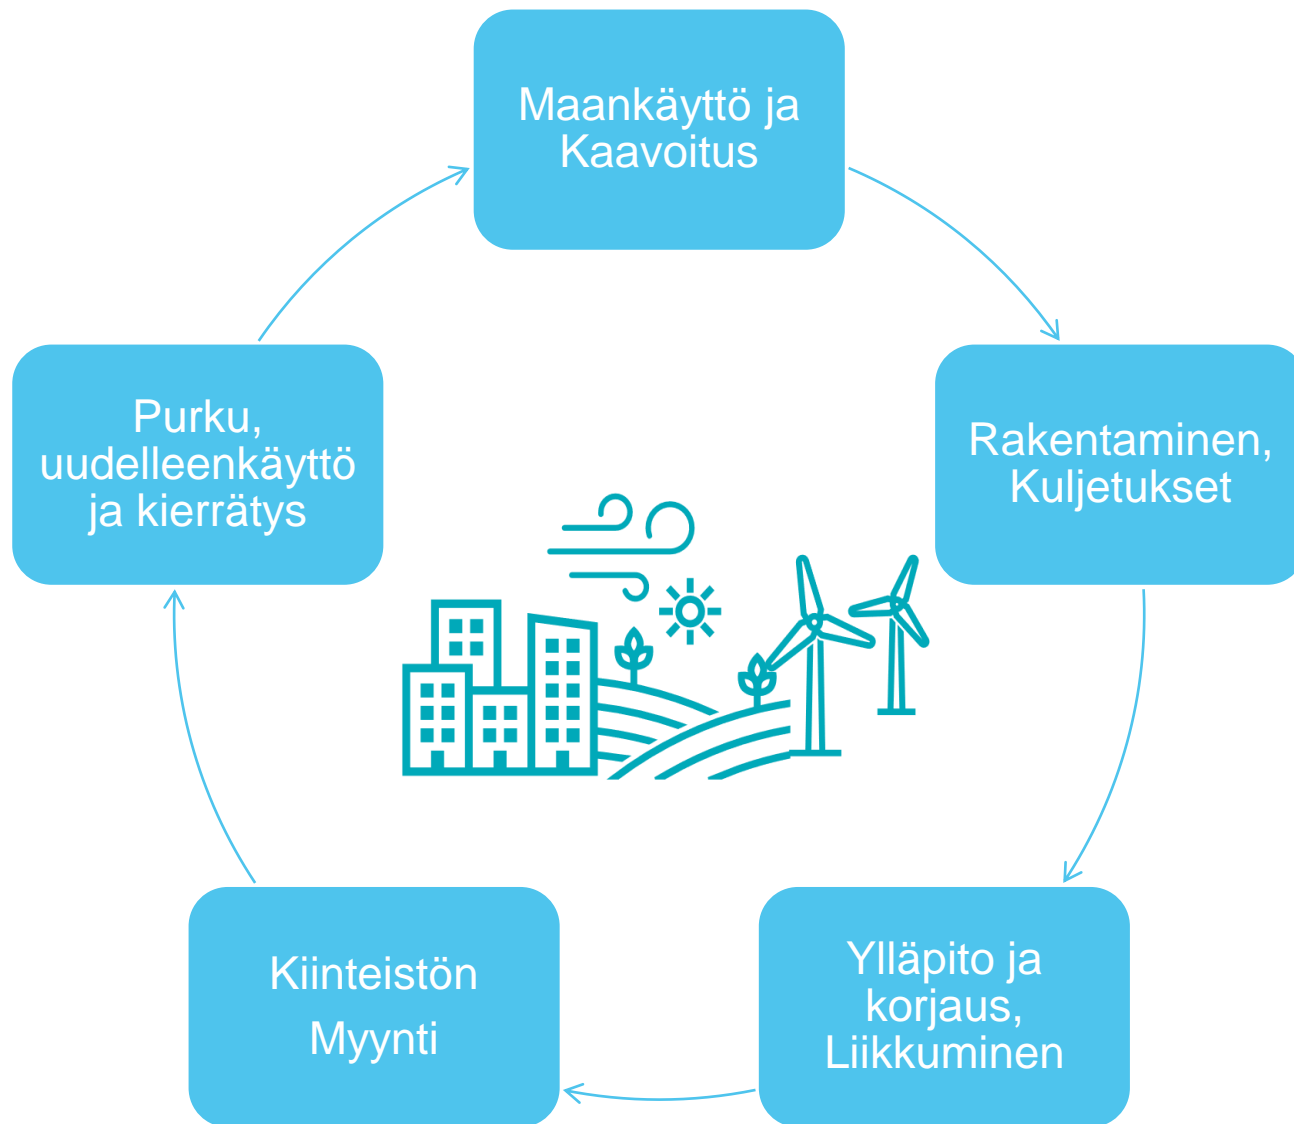 Maankäyttö ja
Kaavoitus
Rakentaminen,
Kuljetukset
Ylläpito ja
korjaus,
Liikkuminen
Kiinteistön
Myynti
Purku,
uudelleenkäyttö
ja kierrätys